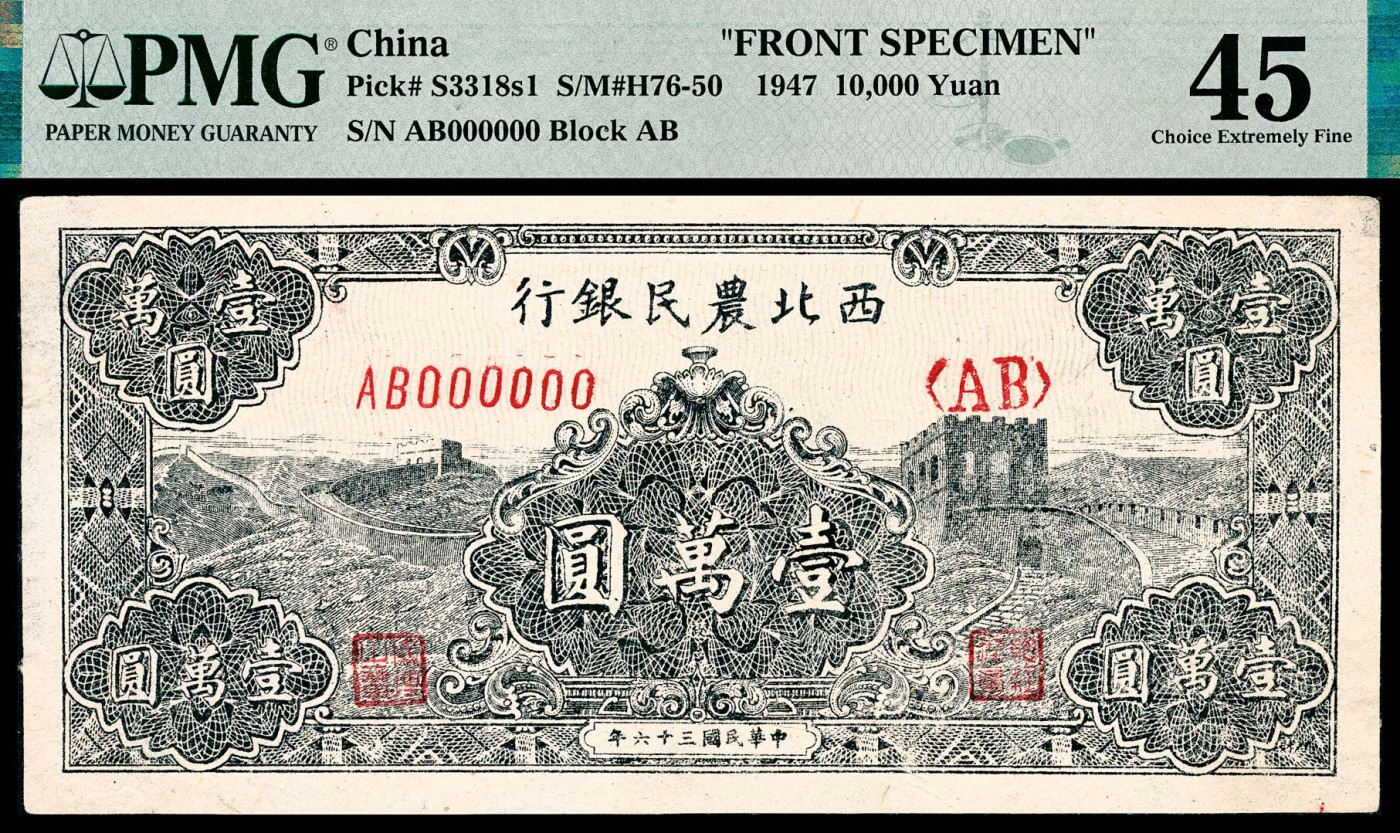 PMG®
PAPER MONEY GUARANTY
China
"FRONT SPECIMEN"
Pick# S3318s1 S/M#H76-50 1947 10,000 Yuan
S/N AB000000 Block AB
45
Choice Extremely Fine
西北農民銀行
壹萬圓
壹萬圓
AB000000
⟨AB⟩
壹萬圓
壹萬圓
壹萬圓
中華民國三十六年